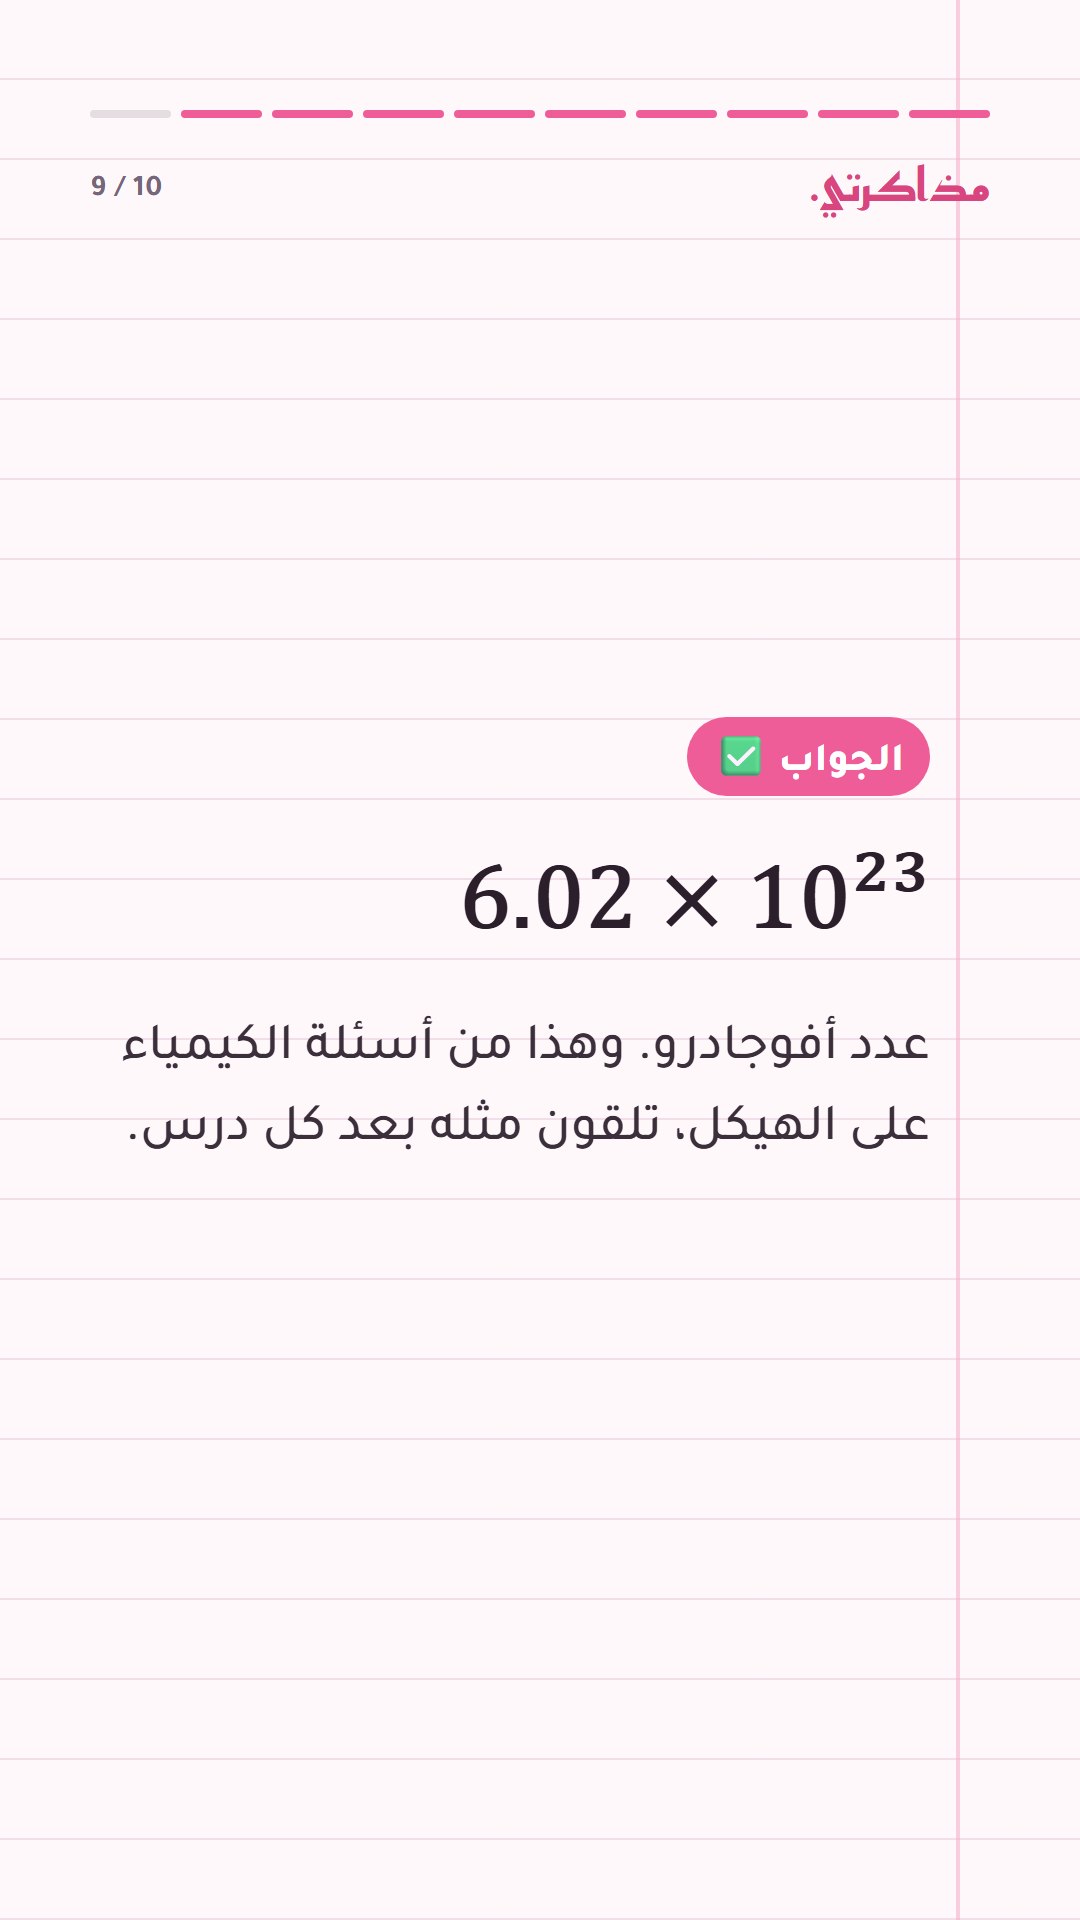 مذاكرتي.
9 / 10
الجواب ✅
6.02 × 10²³
عدد أفوجادرو. وهذا من أسئلة الكيمياء
على الهيكل، تلقون مثله بعد كل درس.